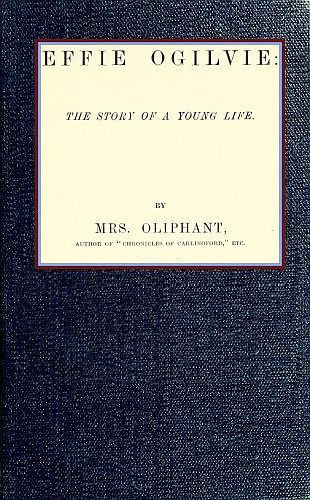 EFFIE OGILVIE:
THE STORY OF A YOUNG LIFE.
BY
MRS. OLIPHANT,
AUTHOR OF "CHRONICLES OF CARLINGFORD," ETC.